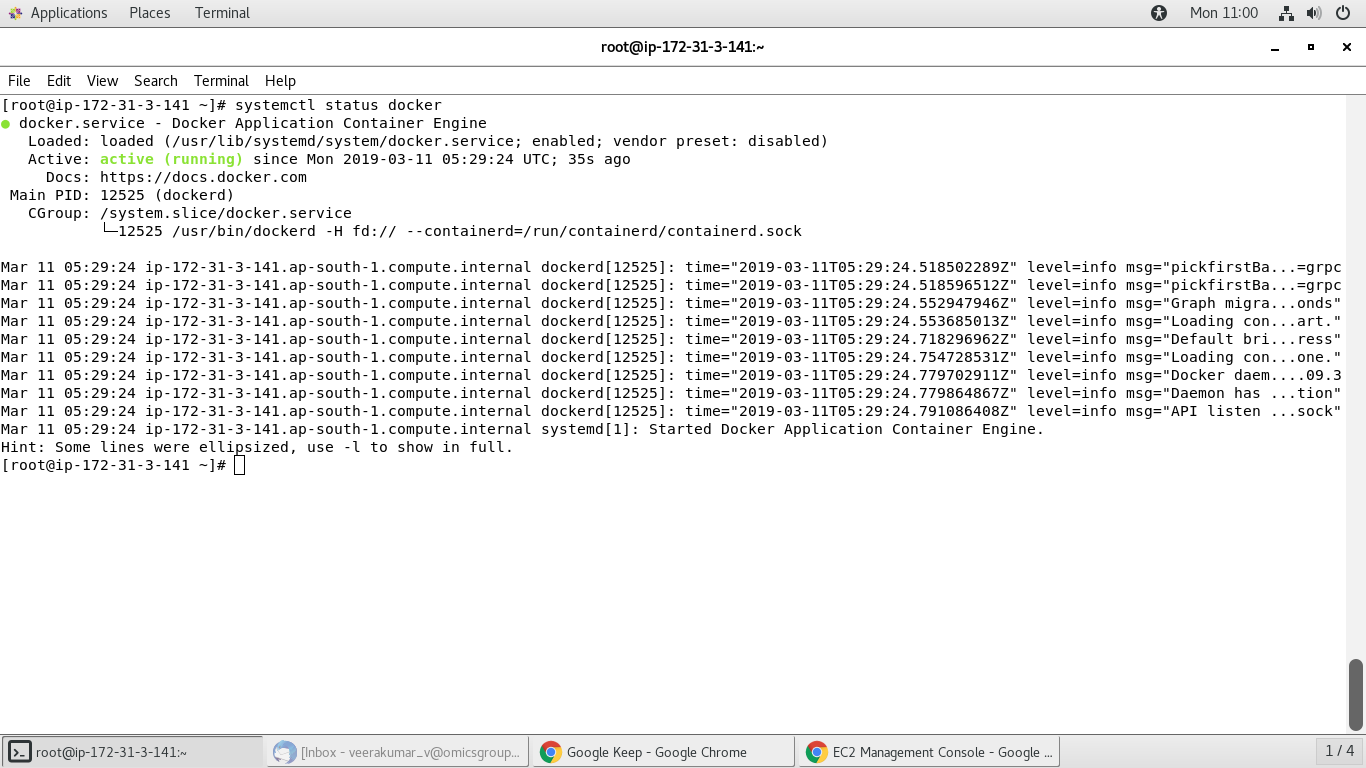 Applications Places Terminal Mon 11:00
root@ip-172-31-3-141:~
File Edit View Search Terminal Help
[root@ip-172-31-3-141 ~]# systemctl status docker
● docker.service - Docker Application Container Engine
Loaded: loaded (/usr/lib/systemd/system/docker.service; enabled; vendor preset: disabled)
Active: active (running) since Mon 2019-03-11 05:29:24 UTC; 35s ago
Docs: https://docs.docker.com
Main PID: 12525 (dockerd)
CGroup: /system.slice/docker.service
└─12525 /usr/bin/dockerd -H fd:// --containerd=/run/containerd/containerd.sock
Mar 11 05:29:24 ip-172-31-3-141.ap-south-1.compute.internal dockerd[12525]: time="2019-03-11T05:29:24.518502289Z" level=info msg="pickfirstBa...=grpc
Mar 11 05:29:24 ip-172-31-3-141.ap-south-1.compute.internal dockerd[12525]: time="2019-03-11T05:29:24.518596512Z" level=info msg="pickfirstBa...=grpc
Mar 11 05:29:24 ip-172-31-3-141.ap-south-1.compute.internal dockerd[12525]: time="2019-03-11T05:29:24.552947946Z" level=info msg="Graph migra...onds"
Mar 11 05:29:24 ip-172-31-3-141.ap-south-1.compute.internal dockerd[12525]: time="2019-03-11T05:29:24.553685013Z" level=info msg="Loading con...art."
Mar 11 05:29:24 ip-172-31-3-141.ap-south-1.compute.internal dockerd[12525]: time="2019-03-11T05:29:24.718296962Z" level=info msg="Default bri...ress"
Mar 11 05:29:24 ip-172-31-3-141.ap-south-1.compute.internal dockerd[12525]: time="2019-03-11T05:29:24.754728531Z" level=info msg="Loading con...one."
Mar 11 05:29:24 ip-172-31-3-141.ap-south-1.compute.internal dockerd[12525]: time="2019-03-11T05:29:24.779702911Z" level=info msg="Docker daem....09.3
Mar 11 05:29:24 ip-172-31-3-141.ap-south-1.compute.internal dockerd[12525]: time="2019-03-11T05:29:24.779864867Z" level=info msg="Daemon has ...tion"
Mar 11 05:29:24 ip-172-31-3-141.ap-south-1.compute.internal dockerd[12525]: time="2019-03-11T05:29:24.791086408Z" level=info msg="API listen ...sock"
Mar 11 05:29:24 ip-172-31-3-141.ap-south-1.compute.internal systemd[1]: Started Docker Application Container Engine.
Hint: Some lines were ellipsized, use -l to show in full.
[root@ip-172-31-3-141 ~]#
root@ip-172-31-3-141:~ [Inbox - veerakumar_v@omicsgroup... Google Keep - Google Chrome EC2 Management Console - Google ... 1 / 4